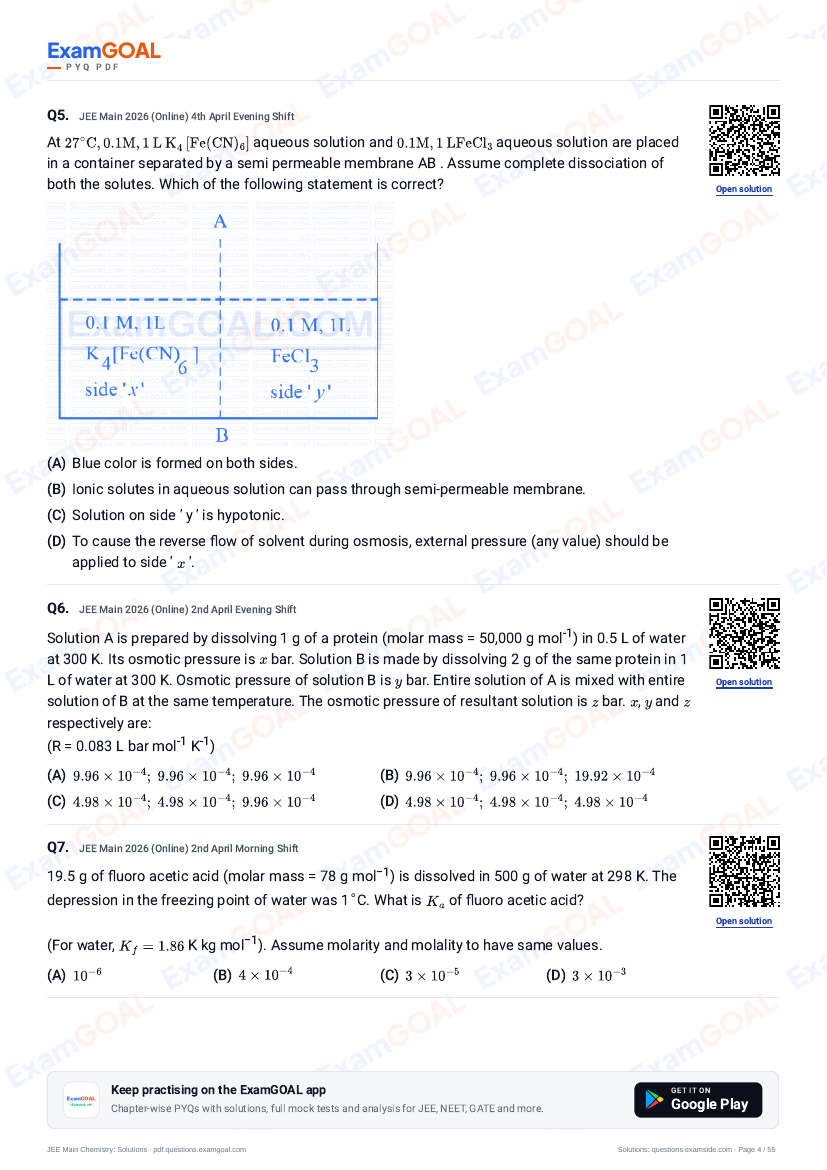 ExamGOAL
PYQ PDF
Q5. JEE Main 2026 (Online) 4th April Evening Shift
At 27°C, 0.1M, 1 L K₄ [Fe(CN)₆] aqueous solution and 0.1M, 1 LFeCl₃ aqueous solution are placed
in a container separated by a semi permeable membrane AB . Assume complete dissociation of
both the solutes. Which of the following statement is correct?
Open solution
A
0.1 M, 1L
K₄[Fe(CN)₆ ]
side 'x'
0.1 M, 1L
FeCl₃
side ' y'
B
(A) Blue color is formed on both sides.
(B) Ionic solutes in aqueous solution can pass through semi-permeable membrane.
(C) Solution on side ' y ' is hypotonic.
(D) To cause the reverse flow of solvent during osmosis, external pressure (any value) should be
applied to side ' x '.
Q6. JEE Main 2026 (Online) 2nd April Evening Shift
Solution A is prepared by dissolving 1 g of a protein (molar mass = 50,000 g mol⁻¹) in 0.5 L of water
at 300 K. Its osmotic pressure is x bar. Solution B is made by dissolving 2 g of the same protein in 1
L of water at 300 K. Osmotic pressure of solution B is y bar. Entire solution of A is mixed with entire
solution of B at the same temperature. The osmotic pressure of resultant solution is z bar. x, y and z
respectively are:
(R = 0.083 L bar mol⁻¹ K⁻¹)
Open solution
(A) 9.96 × 10⁻⁴; 9.96 × 10⁻⁴; 9.96 × 10⁻⁴
(B) 9.96 × 10⁻⁴; 9.96 × 10⁻⁴; 19.92 × 10⁻⁴
(C) 4.98 × 10⁻⁴; 4.98 × 10⁻⁴; 9.96 × 10⁻⁴
(D) 4.98 × 10⁻⁴; 4.98 × 10⁻⁴; 4.98 × 10⁻⁴
Q7. JEE Main 2026 (Online) 2nd April Morning Shift
19.5 g of fluoro acetic acid (molar mass = 78 g mol⁻¹) is dissolved in 500 g of water at 298 K. The
depression in the freezing point of water was 1°C. What is Kₐ of fluoro acetic acid?
Open solution
(For water, K_f = 1.86 K kg mol⁻¹). Assume molarity and molality to have same values.
(A) 10⁻⁶
(B) 4 × 10⁻⁴
(C) 3 × 10⁻⁵
(D) 3 × 10⁻³
ExamGOAL
Keep practising on the ExamGOAL app
Chapter-wise PYQs with solutions, full mock tests and analysis for JEE, NEET, GATE and more.
GET IT ON
Google Play
JEE Main Chemistry: Solutions · pdf.questions.examgoal.com
Solutions: questions.examside.com · Page 4 / 55